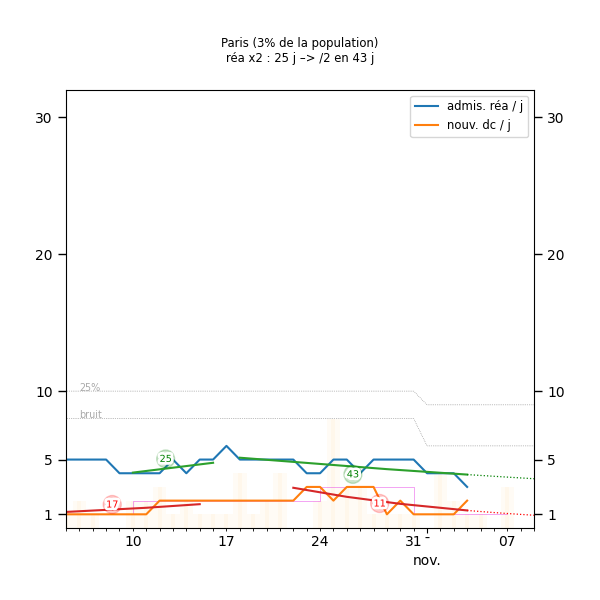 Paris (3% de la population)
réa x2 : 25 j –> /2 en 43 j
admis. réa / j
nouv. dc / j
30 30
20 20
10 10
25%
bruit
5 5
25
43
17
11
1 1
10 17 24 31 - 07
nov.